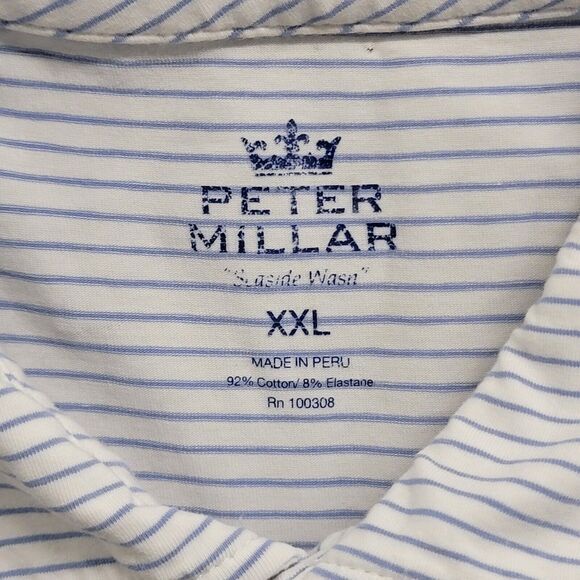 PETER
MILLAR
"Seaside Wash"
XXL
MADE IN PERU
92% Cotton/ 8% Elastane
Rn 100308